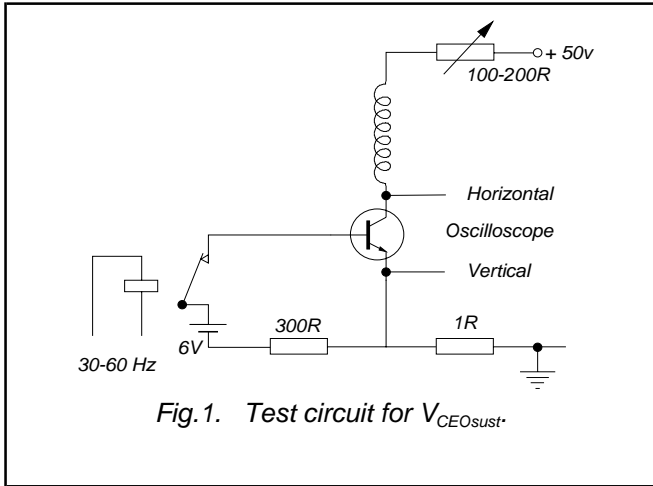 + 50v
100-200R
Horizontal
Oscilloscope
Vertical
300R
1R
6V
30-60 Hz
Fig.1. Test circuit for VCEOsust.